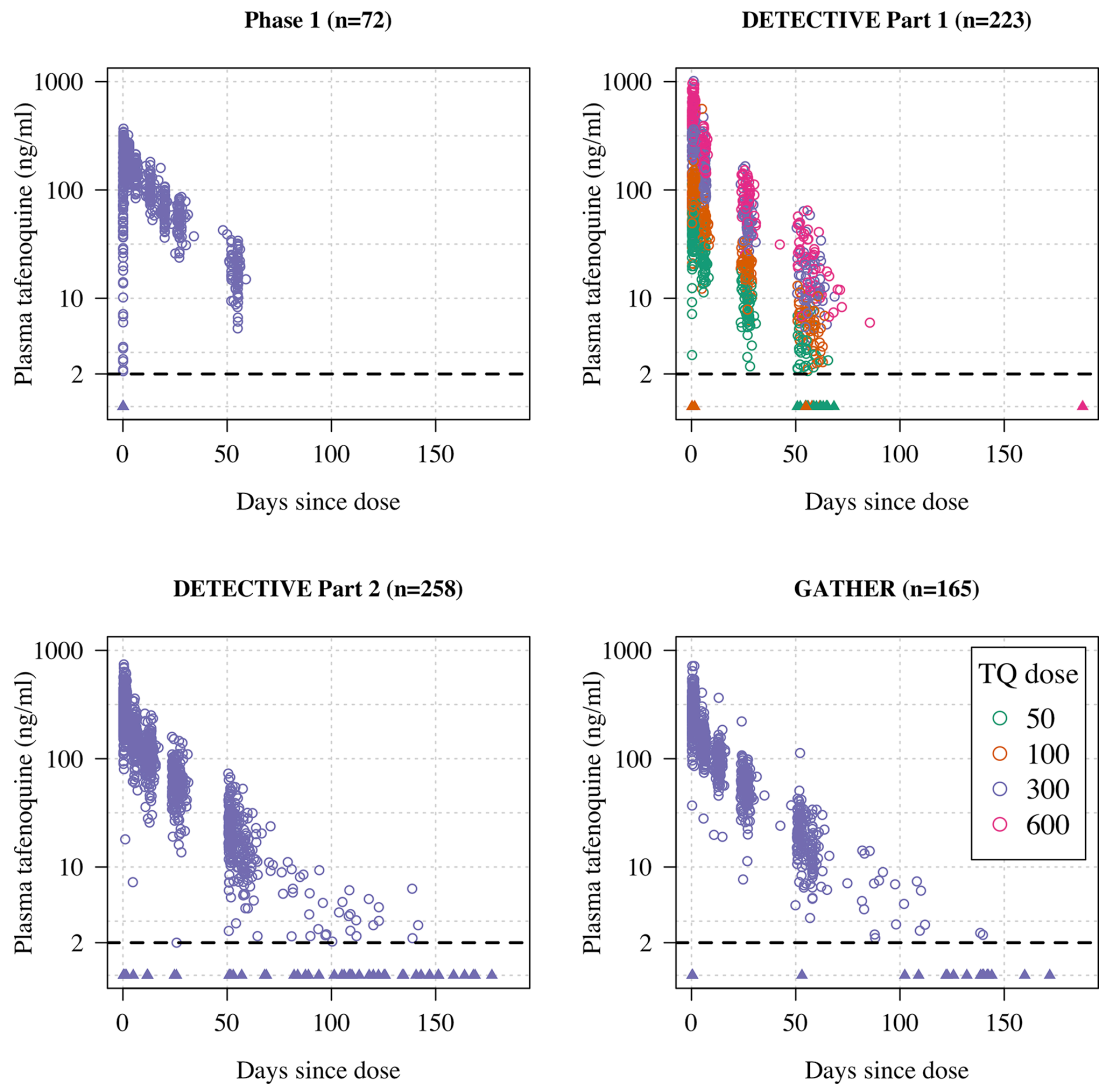 Phase 1 (n=72)
Plasma tafenoquine (ng/ml)
1000
100
10
2
0 50 100 150
Days since dose
DETECTIVE Part 1 (n=223)
Plasma tafenoquine (ng/ml)
1000
100
10
2
0 50 100 150
Days since dose
DETECTIVE Part 2 (n=258)
Plasma tafenoquine (ng/ml)
1000
100
10
2
0 50 100 150
Days since dose
GATHER (n=165)
Plasma tafenoquine (ng/ml)
1000
100
10
2
0 50 100 150
Days since dose
TQ dose
50
100
300
600